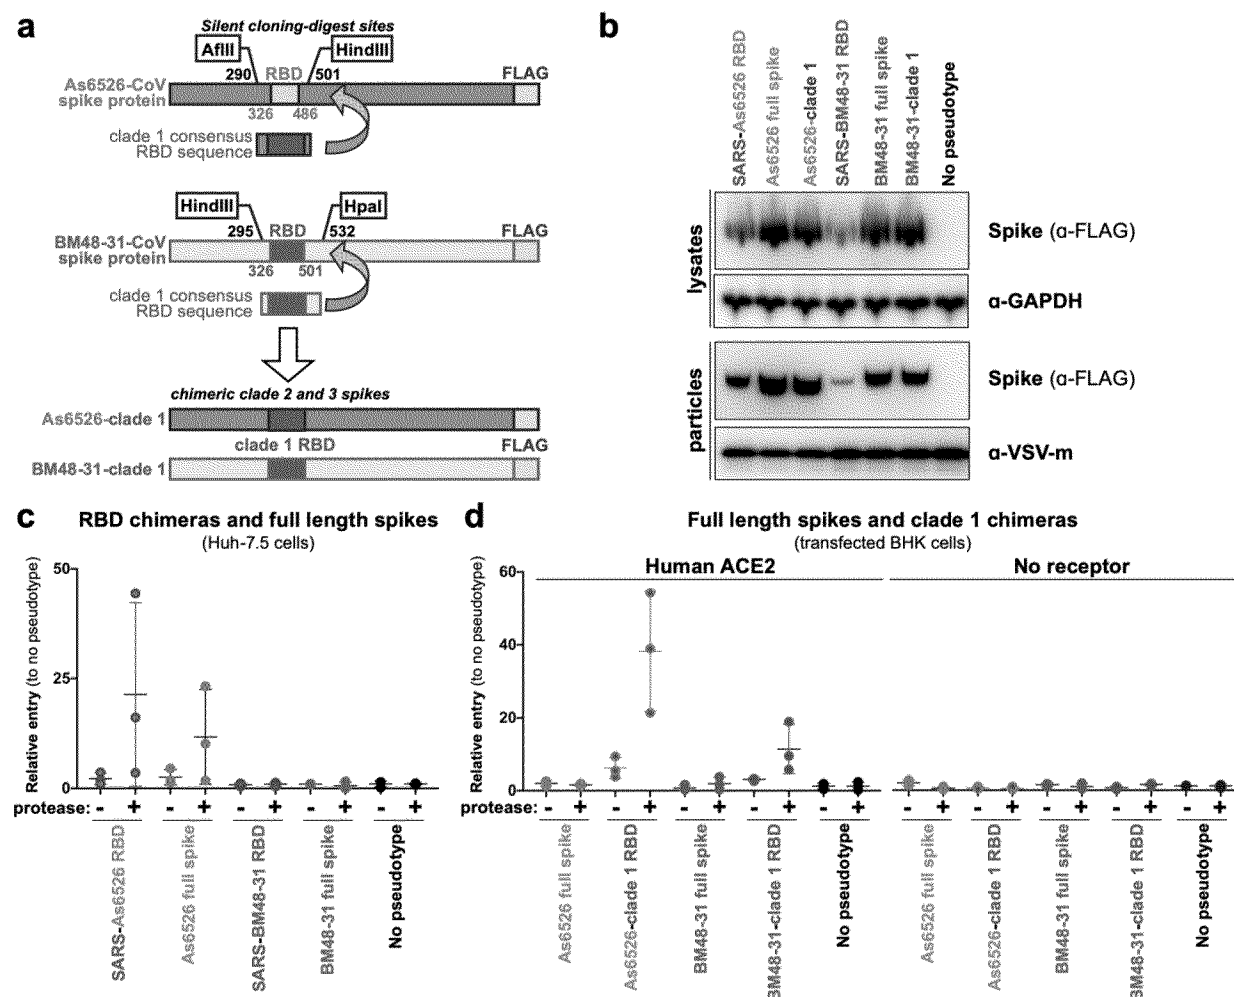 a
Silent cloning-digest sites
AflII
HindIII
290
RBD
501
FLAG
As6526-CoV
spike protein
326
486
clade 1 consensus
RBD sequence
HindIII
HpaI
295
RBD
532
FLAG
BM48-31-CoV
spike protein
326
501
clade 1 consensus
RBD sequence
chimeric clade 2 and 3 spikes
As6526-clade 1
clade 1 RBD
FLAG
BM48-31-clade 1
b
SARS-As6526 RBD
As6526 full spike
As6526-clade 1
SARS-BM48-31 RBD
BM48-31 full spike
BM48-31-clade 1
No pseudotype
lysates
Spike (α-FLAG)
α-GAPDH
particles
Spike (α-FLAG)
α-VSV-m
c
RBD chimeras and full length spikes
(Huh-7.5 cells)
Relative entry (to no pseudotype)
50
25
0
protease: - + - + - + - + - +
SARS-As6526 RBD
As6526 full spike
SARS-BM48-31 RBD
BM48-31 full spike
No pseudotype
d
Full length spikes and clade 1 chimeras
(transfected BHK cells)
Human ACE2
No receptor
Relative entry (to no pseudotype)
60
40
20
0
protease: - + - + - + - + - + - + - + - + - + - +
As6526 full spike
As6526-clade 1 RBD
BM48-31 full spike
BM48-31-clade 1 RBD
No pseudotype
As6526 full spike
As6526-clade 1 RBD
BM48-31 full spike
BM48-31-clade 1 RBD
No pseudotype